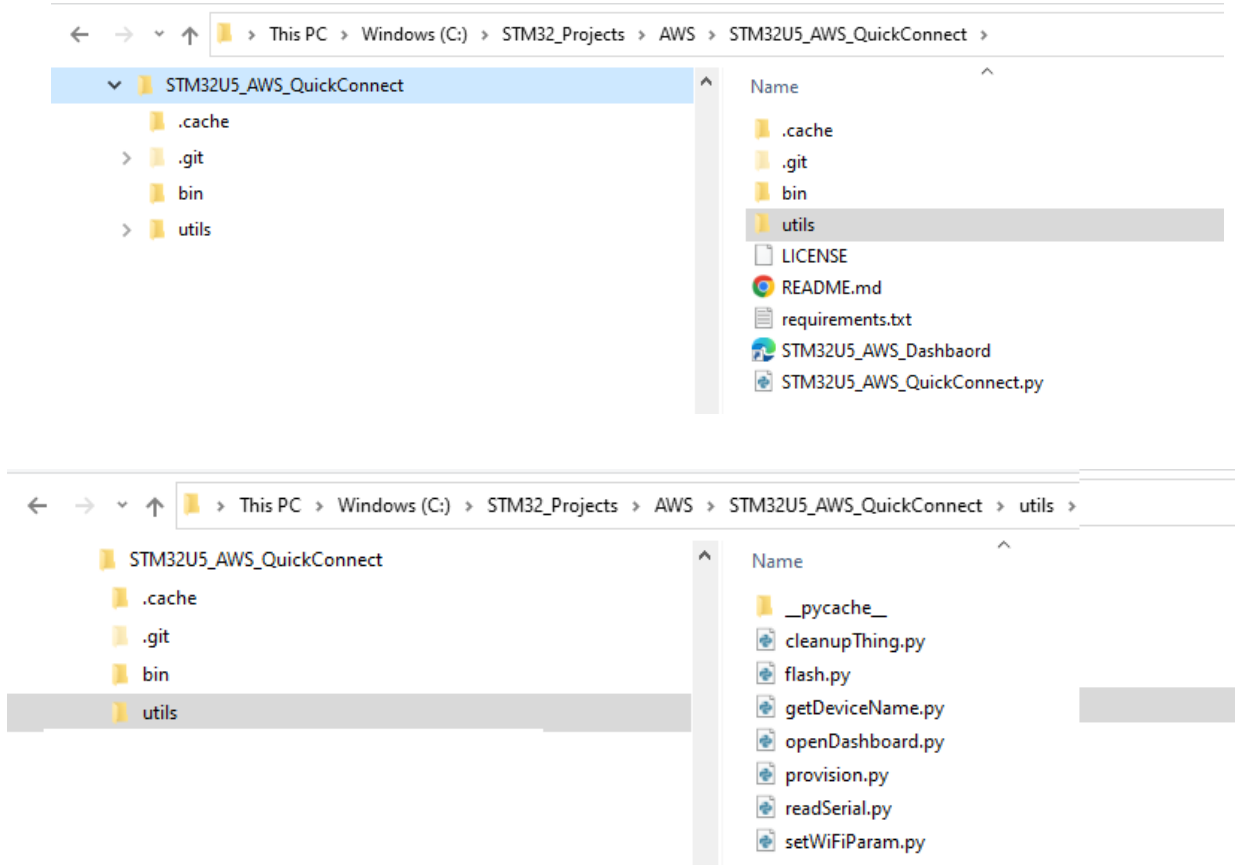 This PC > Windows (C:) > STM32_Projects > AWS > STM32U5_AWS_QuickConnect >
STM32U5_AWS_QuickConnect
.cache
.git
bin
utils
Name
.cache
.git
bin
utils
LICENSE
README.md
requirements.txt
STM32U5_AWS_Dashbaord
STM32U5_AWS_QuickConnect.py
This PC > Windows (C:) > STM32_Projects > AWS > STM32U5_AWS_QuickConnect > utils >
STM32U5_AWS_QuickConnect
.cache
.git
bin
utils
Name
__pycache__
cleanupThing.py
flash.py
getDeviceName.py
openDashboard.py
provision.py
readSerial.py
setWiFiParam.py